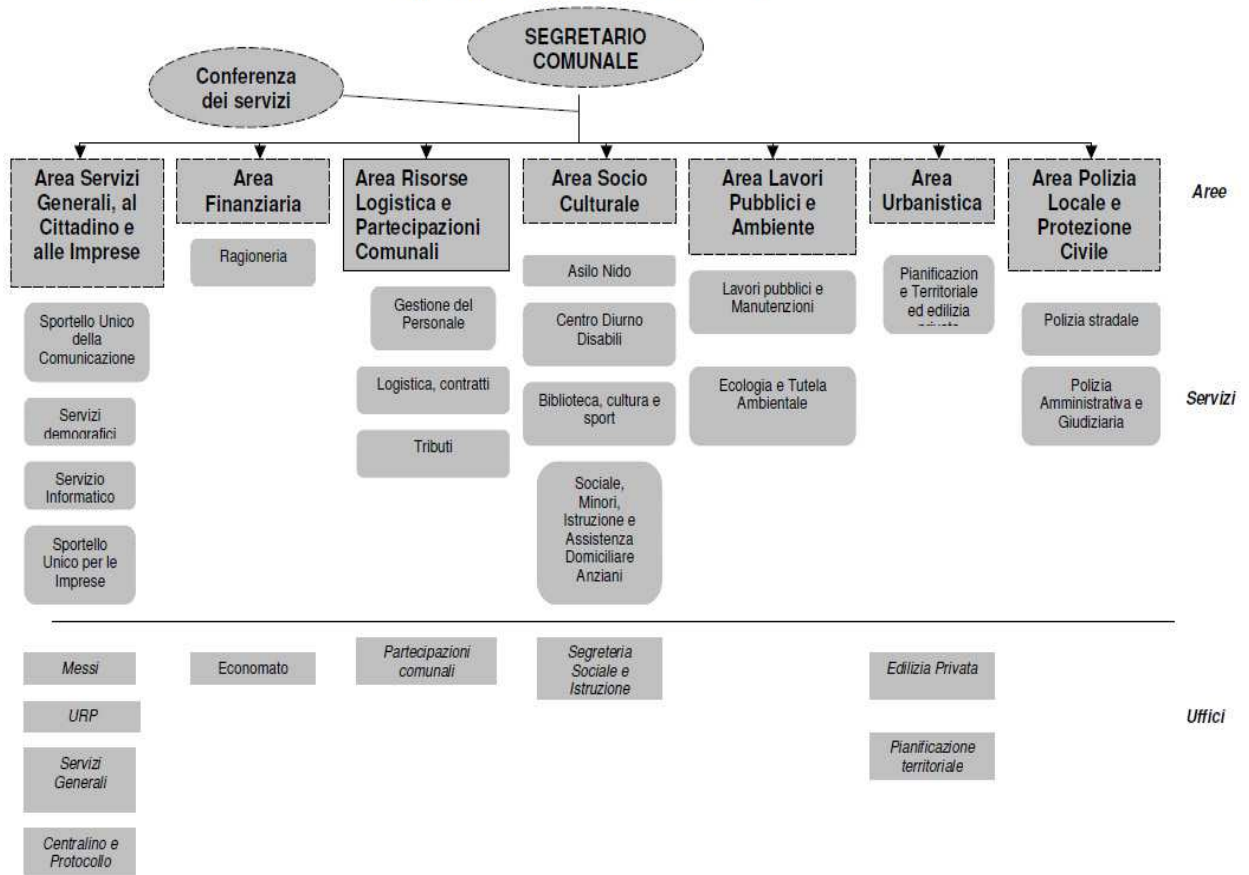 SEGRETARIO
COMUNALE
Conferenza
dei servizi
Area Servizi
Generali, al
Cittadino e
alle Imprese
Area
Finanziaria
Area Risorse
Logistica e
Partecipazioni
Comunali
Area Socio
Culturale
Area Lavori
Pubblici e
Ambiente
Area
Urbanistica
Area Polizia
Locale e
Protezione
Civile
Aree
Sportello Unico
della
Comunicazione
Servizi
demografici
Servizio
Informatico
Sportello
Unico per le
Imprese
Ragioneria
Gestione del
Personale
Logistica, contratti
Tributi
Asilo Nido
Centro Diurno
Disabili
Biblioteca, cultura e
sport
Sociale,
Minori,
Istruzione e
Assistenza
Domiciliare
Anziani
Lavori pubblici e
Manutenzioni
Ecologia e Tutela
Ambientale
Pianificazion
e Territoriale
ed edilizia
privata
Polizia stradale
Polizia
Amministrativa e
Giudiziaria
Servizi
Messi
URP
Servizi
Generali
Centralino e
Protocollo
Economato
Partecipazioni
comunali
Segreteria
Sociale e
Istruzione
Edilizia Privata
Pianificazione
territoriale
Uffici